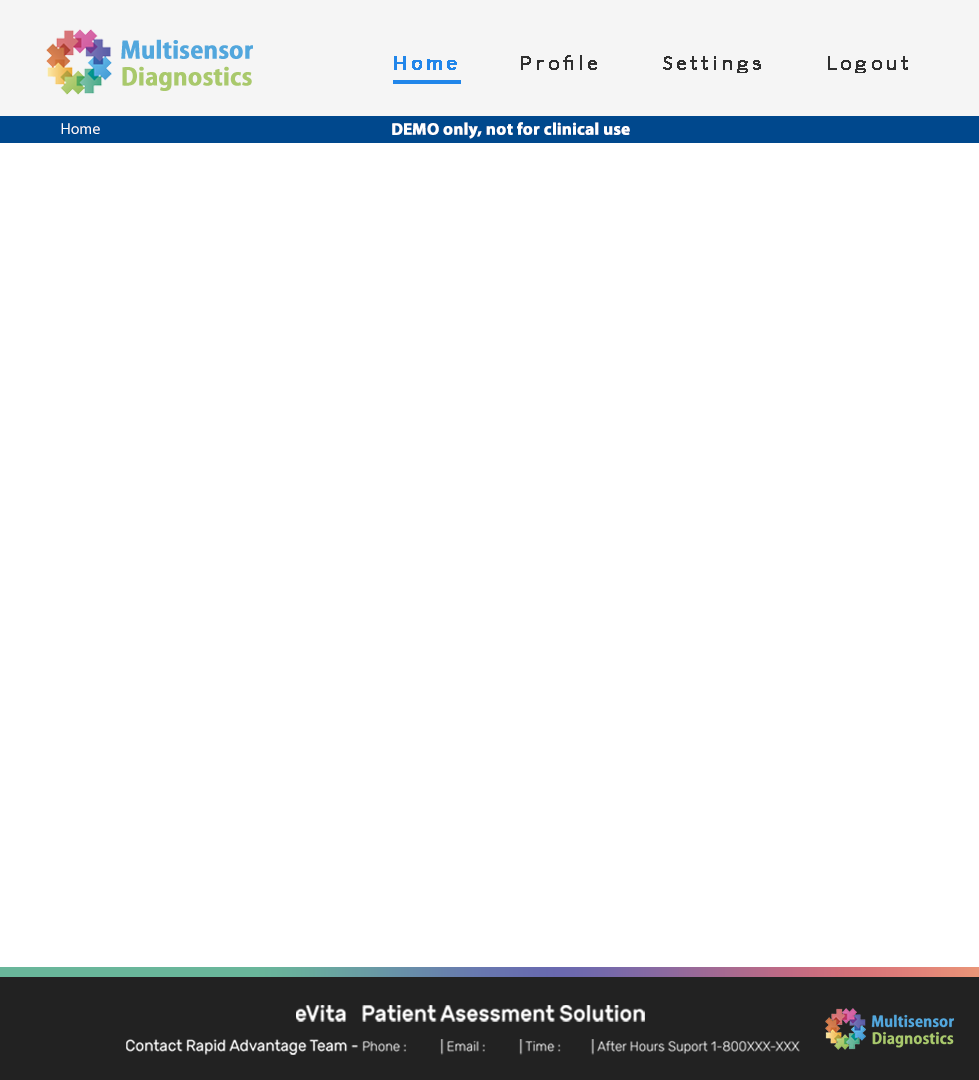 Multisensor
Diagnostics
Home Profile Settings Logout
Home DEMO only, not for clinical use
eVita Patient Assessment Solution
Contact Rapid Advantage Team - Phone : | Email : | Time : | After Hours Suport 1-800XXX-XXX
Multisensor
Diagnostics